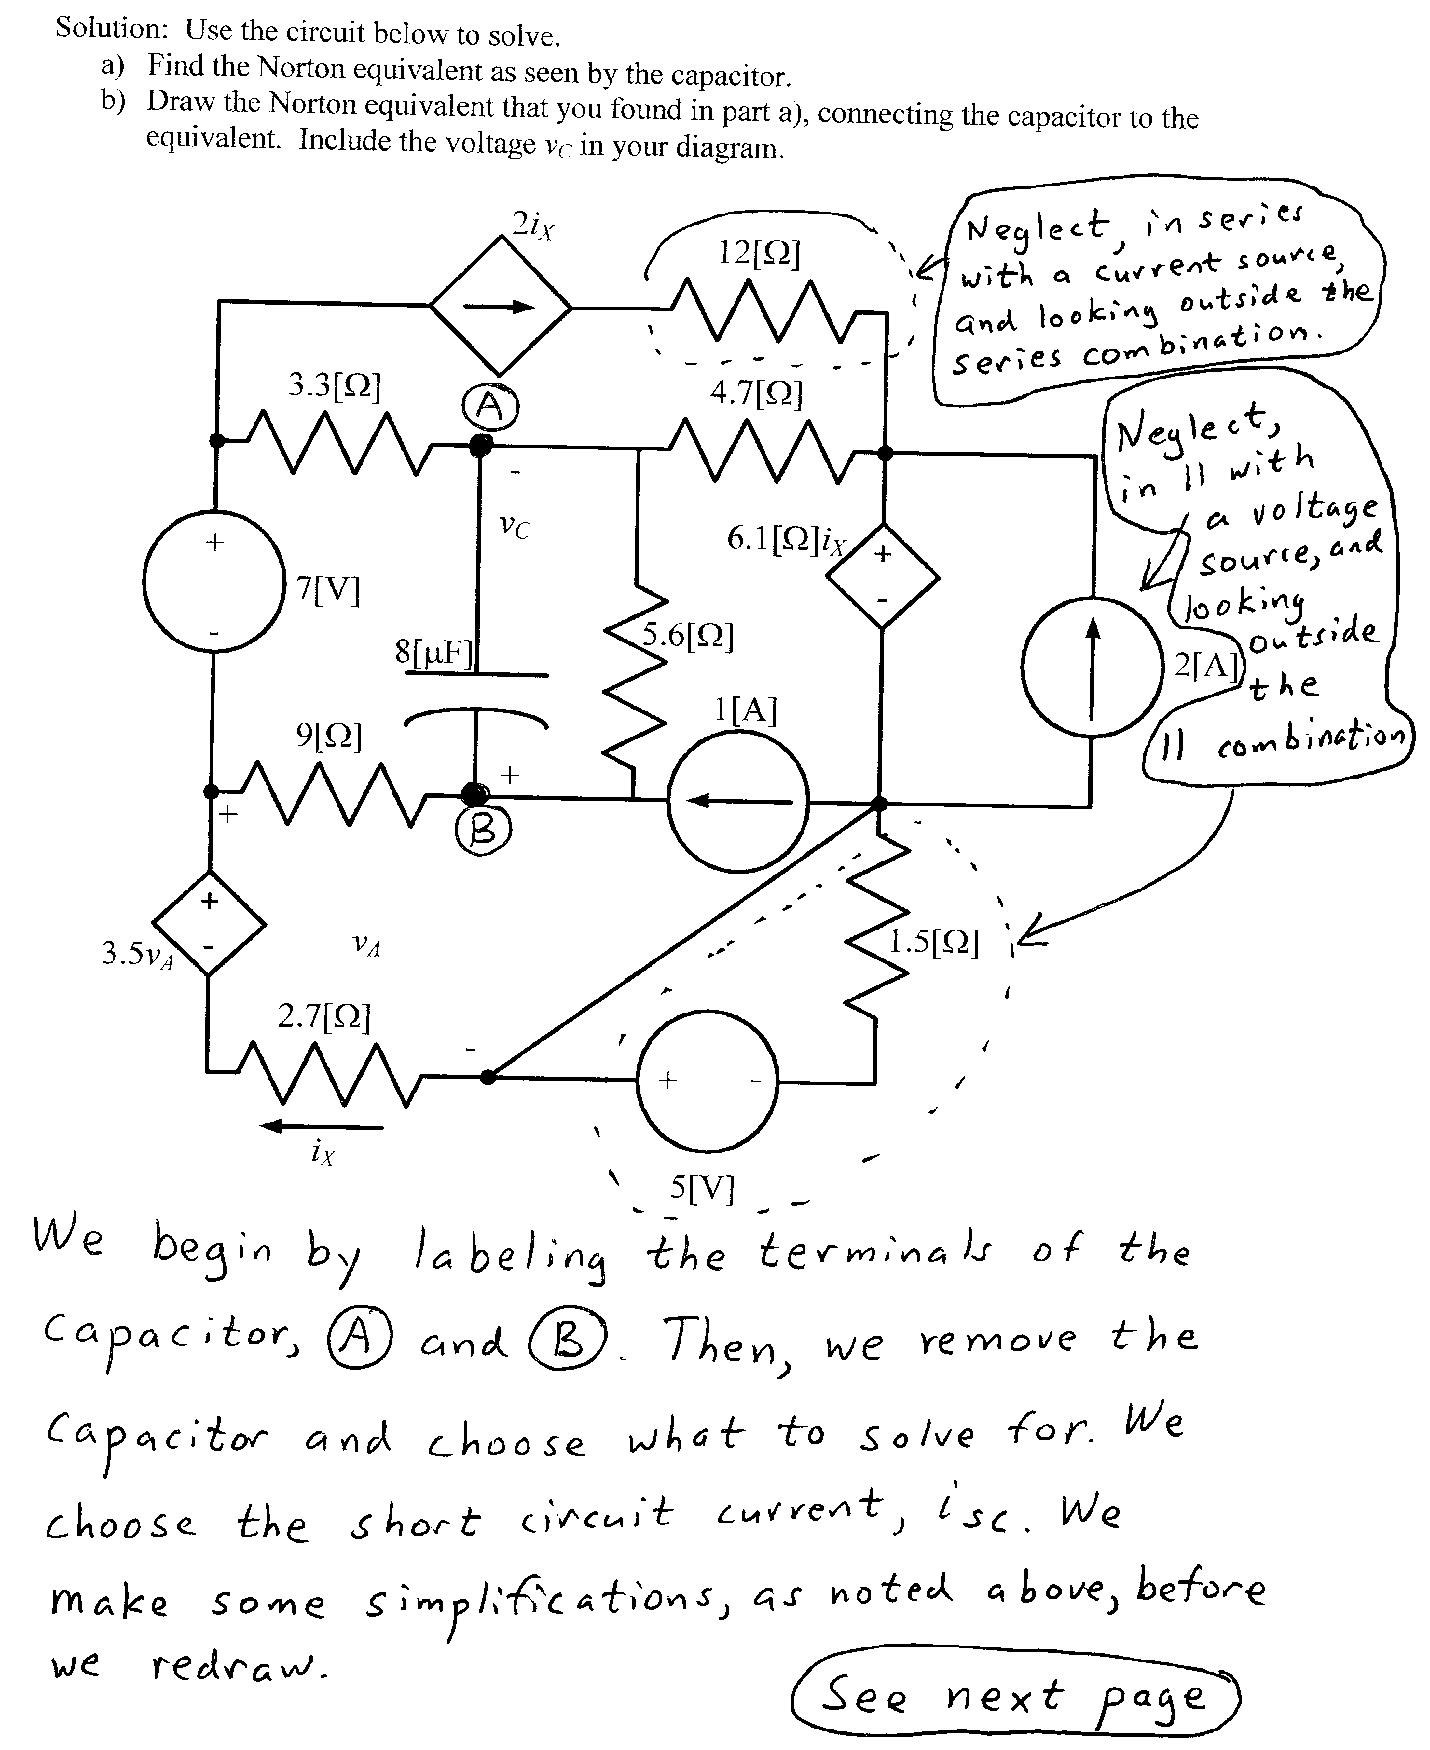 Solution: Use the circuit below to solve.
a) Find the Norton equivalent as seen by the capacitor.
b) Draw the Norton equivalent that you found in part a), connecting the capacitor to the
equivalent. Include the voltage vC in your diagram.
2iX
12[Ω]
Neglect, in series
with a current source,
and looking outside the
series combination.
3.3[Ω]
A
4.7[Ω]
Neglect,
in || with
a voltage
source, and
looking
outside
the
|| combination
-
vC
+
6.1[Ω]iX
+
-
7[V]
+
-
8[µF]
5.6[Ω]
2[A]
1[A]
9[Ω]
B
+
+
-
3.5vA
vA
1.5[Ω]
2.7[Ω]
-
+ -
iX
5[V]
We begin by labeling the terminals of the
capacitor, A and B. Then, we remove the
capacitor and choose what to solve for. We
choose the short circuit current, isc. We
make some simplifications, as noted above, before
we redraw.
See next page